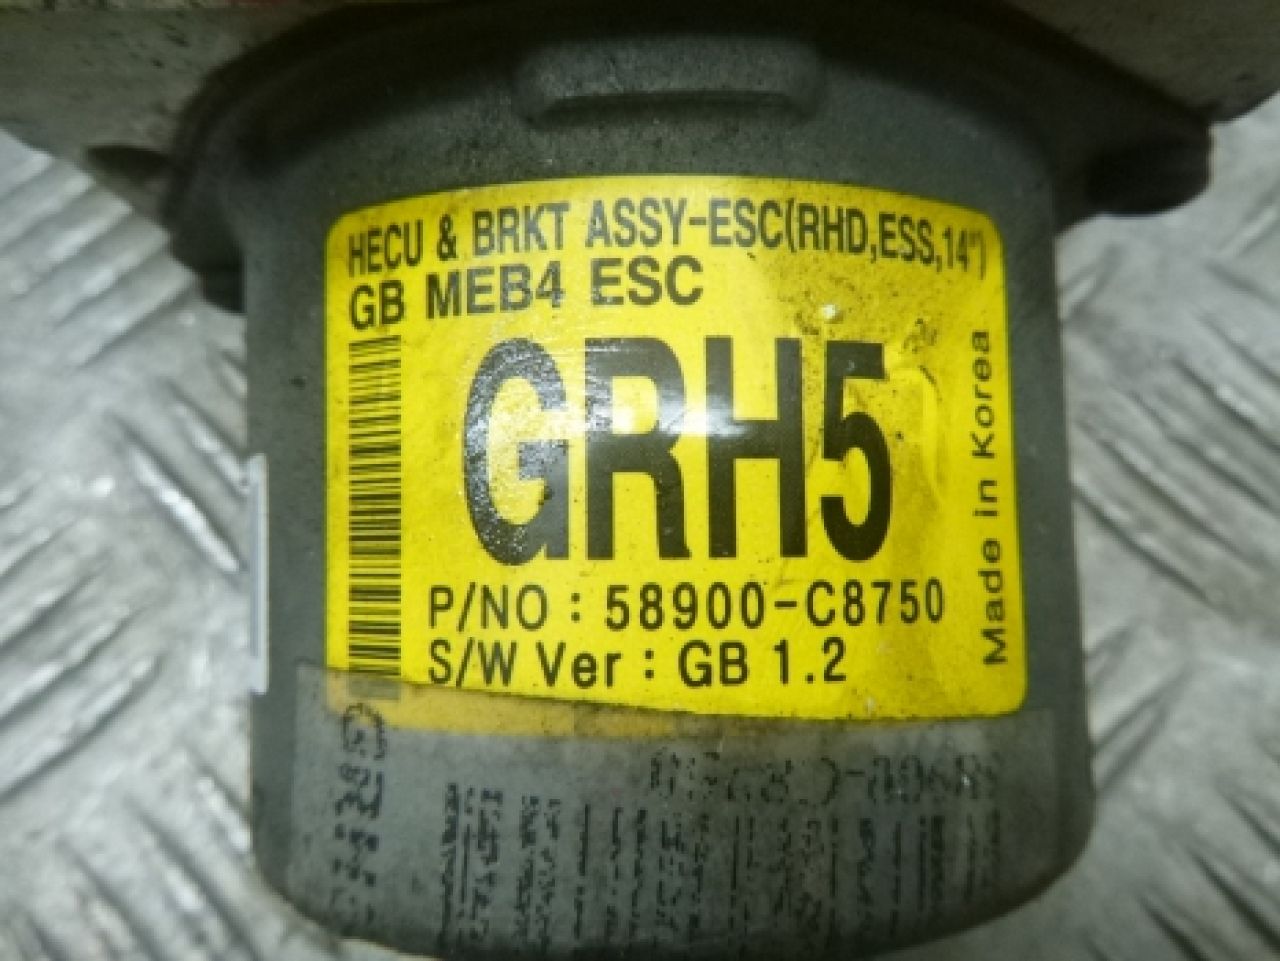 HECU & BRKT ASSY-ESC(RHD,ESS,14")
GB MEB4 ESC
GRH5
P/NO : 58900-C8750
S/W Ver : GB 1.2
Made in Korea